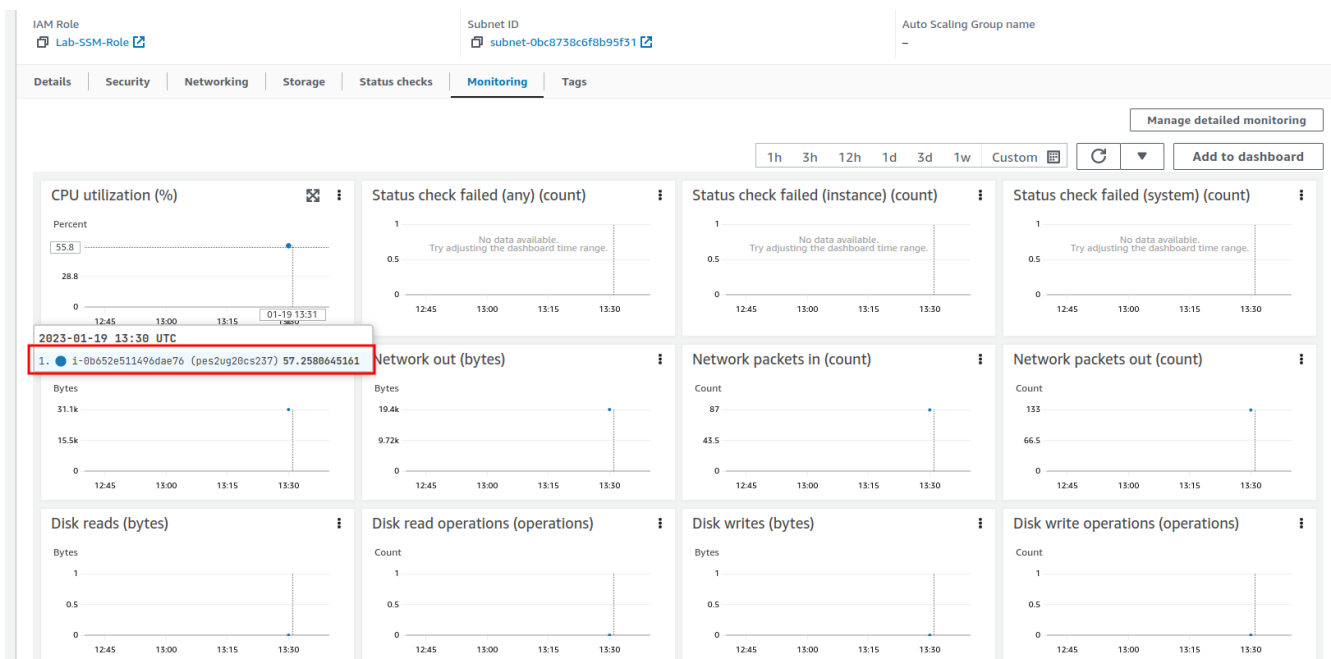 IAM Role
Lab-SSM-Role
Subnet ID
subnet-0bc8738c6f8b95f31
Auto Scaling Group name
–
Details Security Networking Storage Status checks Monitoring Tags
Manage detailed monitoring
1h 3h 12h 1d 3d 1w Custom Add to dashboard
CPU utilization (%)
Percent
55.8
28.8
0
12:45 13:00 13:15
01-19 13:31
2023-01-19 13:30 UTC
1. i-0b652e511496dae76 (pes2ug20cs237) 57.2580645161
Status check failed (any) (count)
1
No data available.
Try adjusting the dashboard time range.
0.5
0
12:45 13:00 13:15 13:30
Status check failed (instance) (count)
1
No data available.
Try adjusting the dashboard time range.
0.5
0
12:45 13:00 13:15 13:30
Status check failed (system) (count)
1
No data available.
Try adjusting the dashboard time range.
0.5
0
12:45 13:00 13:15 13:30
Bytes
31.1k
15.5k
0
12:45 13:00 13:15 13:30
Network out (bytes)
Bytes
19.4k
9.72k
0
12:45 13:00 13:15 13:30
Network packets in (count)
Count
87
43.5
0
12:45 13:00 13:15 13:30
Network packets out (count)
Count
133
66.5
0
12:45 13:00 13:15 13:30
Disk reads (bytes)
Bytes
1
0.5
0
12:45 13:00 13:15 13:30
Disk read operations (operations)
Count
1
0.5
0
12:45 13:00 13:15 13:30
Disk writes (bytes)
Bytes
1
0.5
0
12:45 13:00 13:15 13:30
Disk write operations (operations)
Count
1
0.5
0
12:45 13:00 13:15 13:30